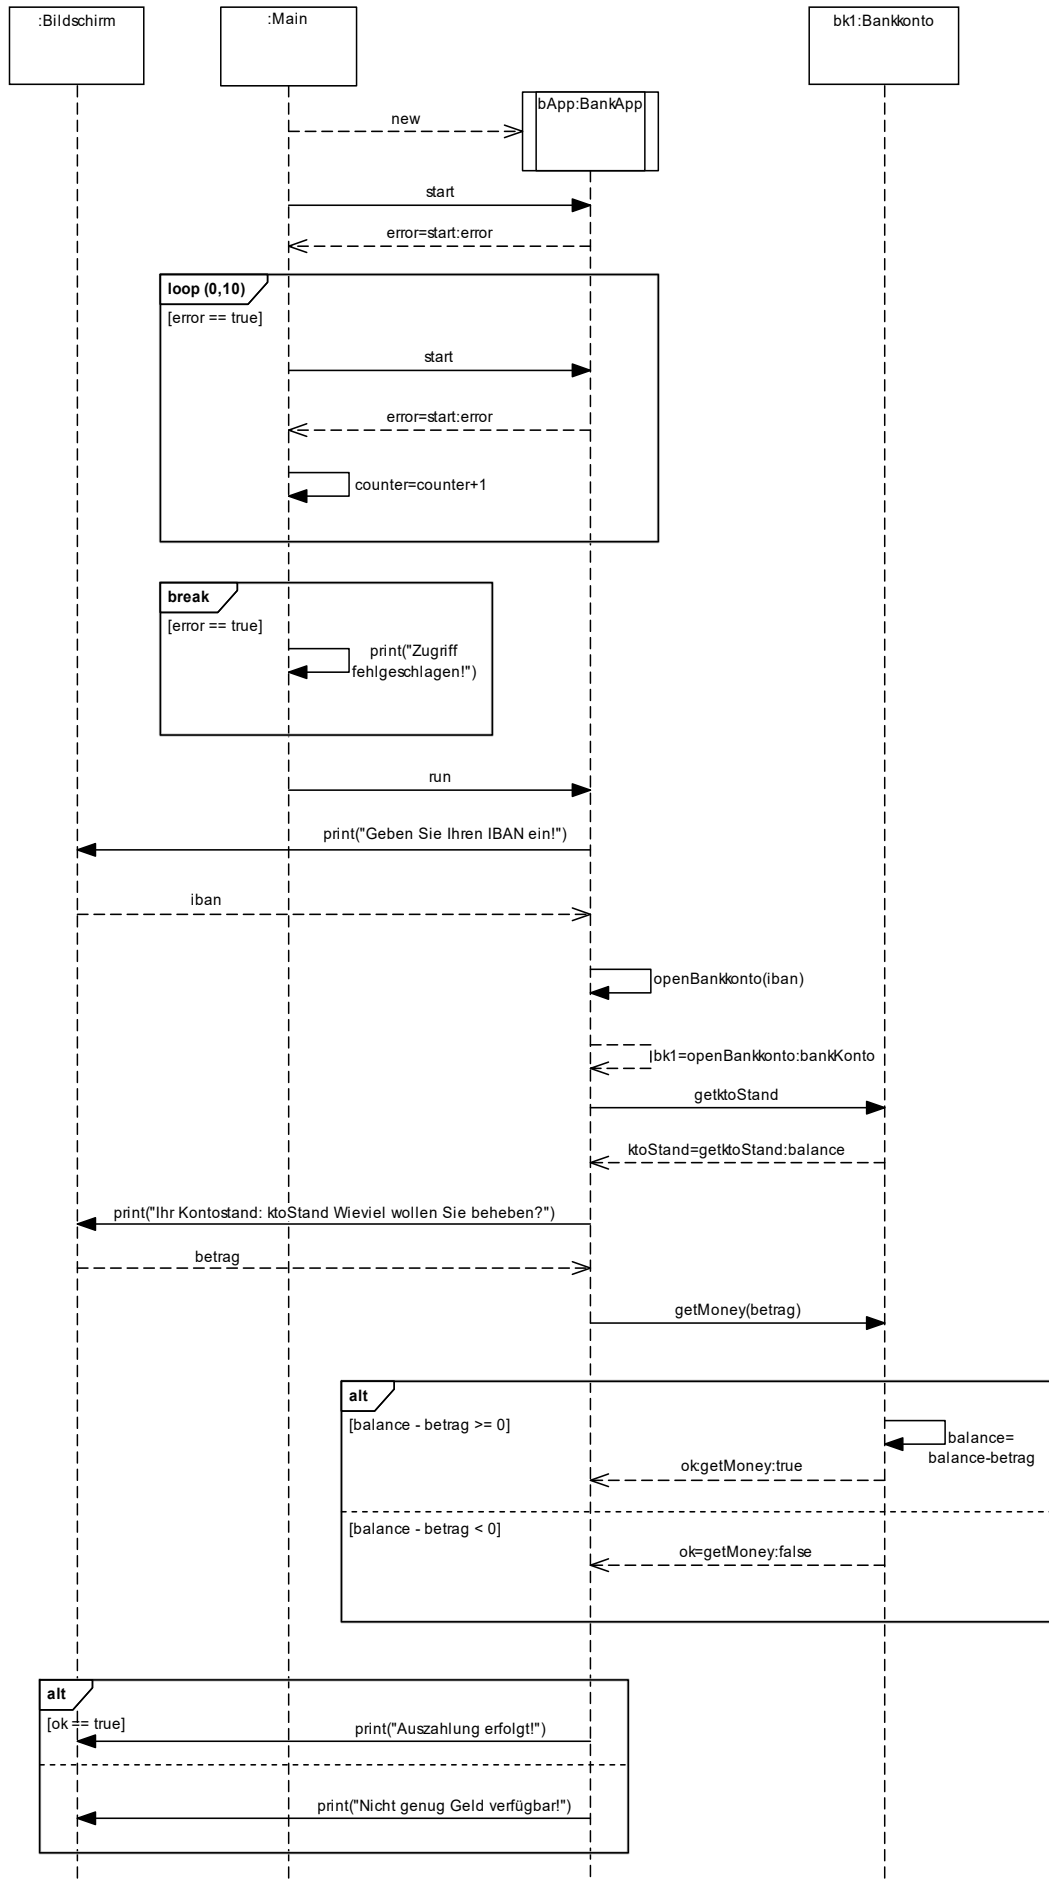 :Bildschirm
:Main
bk1:Bankkonto
bApp:BankApp
new
start
error=start:error
loop (0,10)
[error == true]
start
error=start:error
counter=counter+1
break
[error == true]
print("Zugriff
fehlgeschlagen!")
run
print("Geben Sie Ihren IBAN ein!")
iban
openBankkonto(iban)
bk1=openBankkonto:bankKonto
getktoStand
ktoStand=getktoStand:balance
print("Ihr Kontostand: ktoStand Wieviel wollen Sie beheben?")
betrag
getMoney(betrag)
alt
[balance - betrag >= 0]
balance=
balance-betrag
ok:getMoney:true
[balance - betrag < 0]
ok=getMoney:false
alt
[ok == true]
print("Auszahlung erfolgt!")
print("Nicht genug Geld verfügbar!")